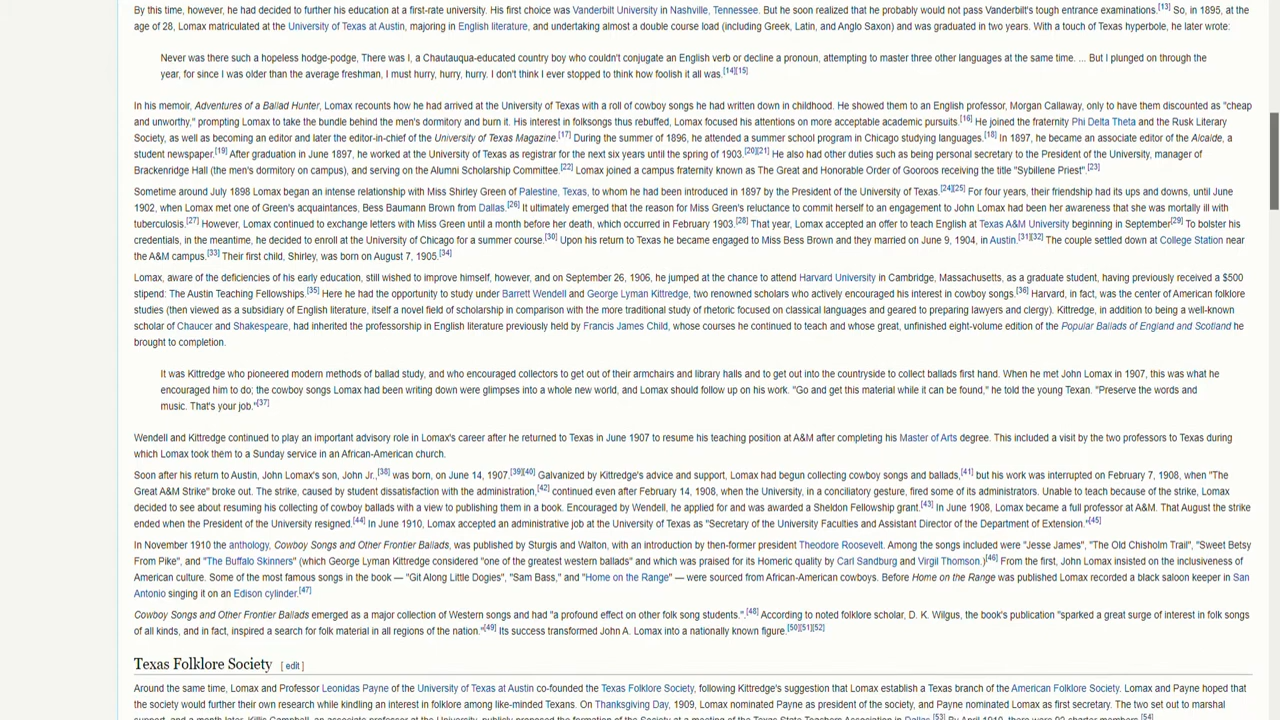 By this time, however, he had decided to further his education at a first-rate university. His first choice was Vanderbilt University in Nashville, Tennessee. But he soon realized that he probably would not pass Vanderbilt's tough entrance examinations.[13] So, in 1895, at the
age of 28, Lomax matriculated at the University of Texas at Austin, majoring in English literature, and undertaking almost a double course load (including Greek, Latin, and Anglo Saxon) and was graduated in two years. With a touch of Texas hyperbole, he later wrote:
Never was there such a hopeless hodge-podge, There was I, a Chautauqua-educated country boy who couldn't conjugate an English verb or decline a pronoun, attempting to master three other languages at the same time. ... But I plunged on through the
year, for since I was older than the average freshman, I must hurry, hurry, hurry. I don't think I ever stopped to think how foolish it all was.[14][15]
In his memoir, Adventures of a Ballad Hunter, Lomax recounts how he had arrived at the University of Texas with a roll of cowboy songs he had written down in childhood. He showed them to an English professor, Morgan Callaway, only to have them discounted as "cheap
and unworthy," prompting Lomax to take the bundle behind the men's dormitory and burn it. His interest in folksongs thus rebuffed, Lomax focused his attentions on more acceptable academic pursuits.[16] He joined the fraternity Phi Delta Theta and the Rusk Literary
Society, as well as becoming an editor and later the editor-in-chief of the University of Texas Magazine.[17] During the summer of 1896, he attended a summer school program in Chicago studying languages.[18] In 1897, he became an associate editor of the Alcalde, a
student newspaper.[19] After graduation in June 1897, he worked at the University of Texas as registrar for the next six years until the spring of 1903.[20][21] He also had other duties such as being personal secretary to the President of the University, manager of
Brackenridge Hall (the men's dormitory on campus), and serving on the Alumni Scholarship Committee.[22] Lomax joined a campus fraternity known as The Great and Honorable Order of Gooroos receiving the title "Sybillene Priest".[23]
Sometime around July 1898 Lomax began an intense relationship with Miss Shirley Green of Palestine, Texas, to whom he had been introduced in 1897 by the President of the University of Texas.[24][25] For four years, their friendship had its ups and downs, until June
1902, when Lomax met one of Green's acquaintances, Bess Baumann Brown from Dallas.[26] It ultimately emerged that the reason for Miss Green's reluctance to commit herself to an engagement to John Lomax had been her awareness that she was mortally ill with
tuberculosis.[27] However, Lomax continued to exchange letters with Miss Green until a month before her death, which occurred in February 1903.[28] That year, Lomax accepted an offer to teach English at Texas A&M University beginning in September[29] To bolster his
credentials, in the meantime, he decided to enroll at the University of Chicago for a summer course.[30] Upon his return to Texas he became engaged to Miss Bess Brown and they married on June 9, 1904, in Austin.[31][32] The couple settled down at College Station near
the A&M campus.[33] Their first child, Shirley, was born on August 7, 1905.[34]
Lomax, aware of the deficiencies of his early education, still wished to improve himself, however, and on September 26, 1906, he jumped at the chance to attend Harvard University in Cambridge, Massachusetts, as a graduate student, having previously received a $500
stipend: The Austin Teaching Fellowships.[35] Here he had the opportunity to study under Barrett Wendell and George Lyman Kittredge, two renowned scholars who actively encouraged his interest in cowboy songs.[36] Harvard, in fact, was the center of American folklore
studies (then viewed as a subsidiary of English literature, itself a novel field of scholarship in comparison with the more traditional study of rhetoric focused on classical languages and geared to preparing lawyers and clergy). Kittredge, in addition to being a well-known
scholar of Chaucer and Shakespeare, had inherited the professorship in English literature previously held by Francis James Child, whose courses he continued to teach and whose great, unfinished eight-volume edition of the Popular Ballads of England and Scotland he
brought to completion.
It was Kittredge who pioneered modern methods of ballad study, and who encouraged collectors to get out of their armchairs and library halls and to get out into the countryside to collect ballads first hand. When he met John Lomax in 1907, this was what he
encouraged him to do; the cowboy songs Lomax had been writing down were glimpses into a whole new world, and Lomax should follow up on his work. "Go and get this material while it can be found," he told the young Texan. "Preserve the words and
music. That's your job."[37]
Wendell and Kittredge continued to play an important advisory role in Lomax's career after he returned to Texas in June 1907 to resume his teaching position at A&M after completing his Master of Arts degree. This included a visit by the two professors to Texas during
which Lomax took them to a Sunday service in an African-American church.
Soon after his return to Austin, John Lomax's son, John Jr.,[38] was born, on June 14, 1907.[39][40] Galvanized by Kittredge's advice and support, Lomax had begun collecting cowboy songs and ballads,[41] but his work was interrupted on February 7, 1908, when "The
Great A&M Strike" broke out. The strike, caused by student dissatisfaction with the administration,[42] continued even after February 14, 1908, when the University, in a conciliatory gesture, fired some of its administrators. Unable to teach because of the strike, Lomax
decided to see about resuming his collecting of cowboy ballads with a view to publishing them in a book. Encouraged by Wendell, he applied for and was awarded a Sheldon Fellowship grant.[43] In June 1908, Lomax became a full professor at A&M. That August the strike
ended when the President of the University resigned.[44] In June 1910, Lomax accepted an administrative job at the University of Texas as "Secretary of the University Faculties and Assistant Director of the Department of Extension."[45]
In November 1910 the anthology, Cowboy Songs and Other Frontier Ballads, was published by Sturgis and Walton, with an introduction by then-former president Theodore Roosevelt. Among the songs included were "Jesse James", "The Old Chisholm Trail", "Sweet Betsy
From Pike", and "The Buffalo Skinners" (which George Lyman Kittredge considered "one of the greatest western ballads" and which was praised for its Homeric quality by Carl Sandburg and Virgil Thomson.)[46] From the first, John Lomax insisted on the inclusiveness of
American culture. Some of the most famous songs in the book — "Git Along Little Dogies", "Sam Bass," and "Home on the Range" — were sourced from African-American cowboys. Before Home on the Range was published Lomax recorded a black saloon keeper in San
Antonio singing it on an Edison cylinder.[47]
Cowboy Songs and Other Frontier Ballads emerged as a major collection of Western songs and had "a profound effect on other folk song students.".[48] According to noted folklore scholar, D. K. Wilgus, the book's publication "sparked a great surge of interest in folk songs
of all kinds, and in fact, inspired a search for folk material in all regions of the nation."[49] Its success transformed John A. Lomax into a nationally known figure.[50][51][52]
Texas Folklore Society [ edit ]
Around the same time, Lomax and Professor Leonidas Payne of the University of Texas at Austin co-founded the Texas Folklore Society, following Kittredge's suggestion that Lomax establish a Texas branch of the American Folklore Society. Lomax and Payne hoped that
the society would further their own research while kindling an interest in folklore among like-minded Texans. On Thanksgiving Day, 1909, Lomax nominated Payne as president of the society, and Payne nominated Lomax as first secretary. The two set out to marshal
support, and a month later, Killis Campbell, an associate professor at the University, publicly proposed the formation of the Society at a meeting of the Texas State Teachers Association in Dallas.[53] By April 1910, there were 92 charter members.[54]